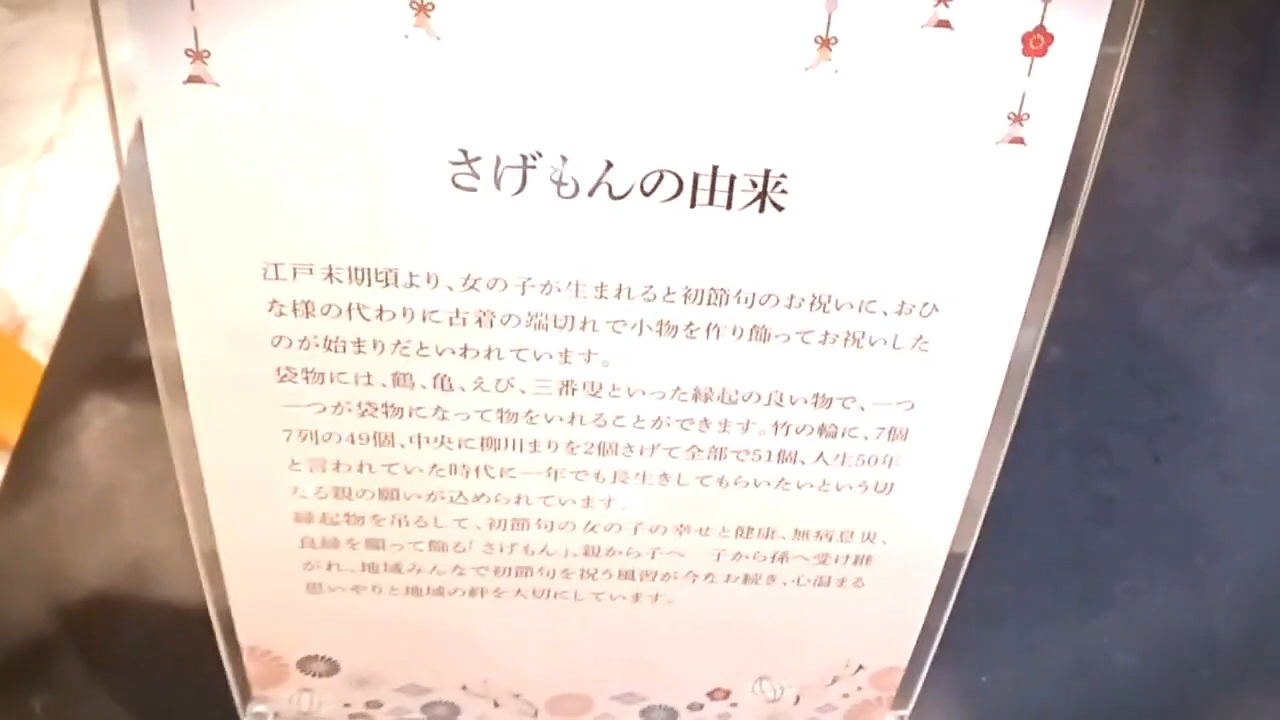 さげもんの由来
江戸末期頃より、女の子が生まれると初節句のお祝いに、おひ
な様の代わりに古着の端切れで小物を作り飾ってお祝いした
のが始まりだといわれています。
袋物には、鶴、亀、えび、三番叟といった縁起の良い物で、一つ
一つが袋物になって物をいれることができます。竹の輪に、7個
7列の49個、中央に柳川まりを2個さげて全部で51個、人生50年
と言われていた時代に一年でも長生きしてもらいたいという切
なる親の願いが込められています。
縁起物を吊るして、初節句の女の子の幸せと健康、無病息災、
良縁を願って飾る「さげもん」、親から子へ　子から孫へ受け継
がれ、地域みんなで初節句を祝う風習が今なお続き、心温まる
思いやりと地域の絆を大切にしています。